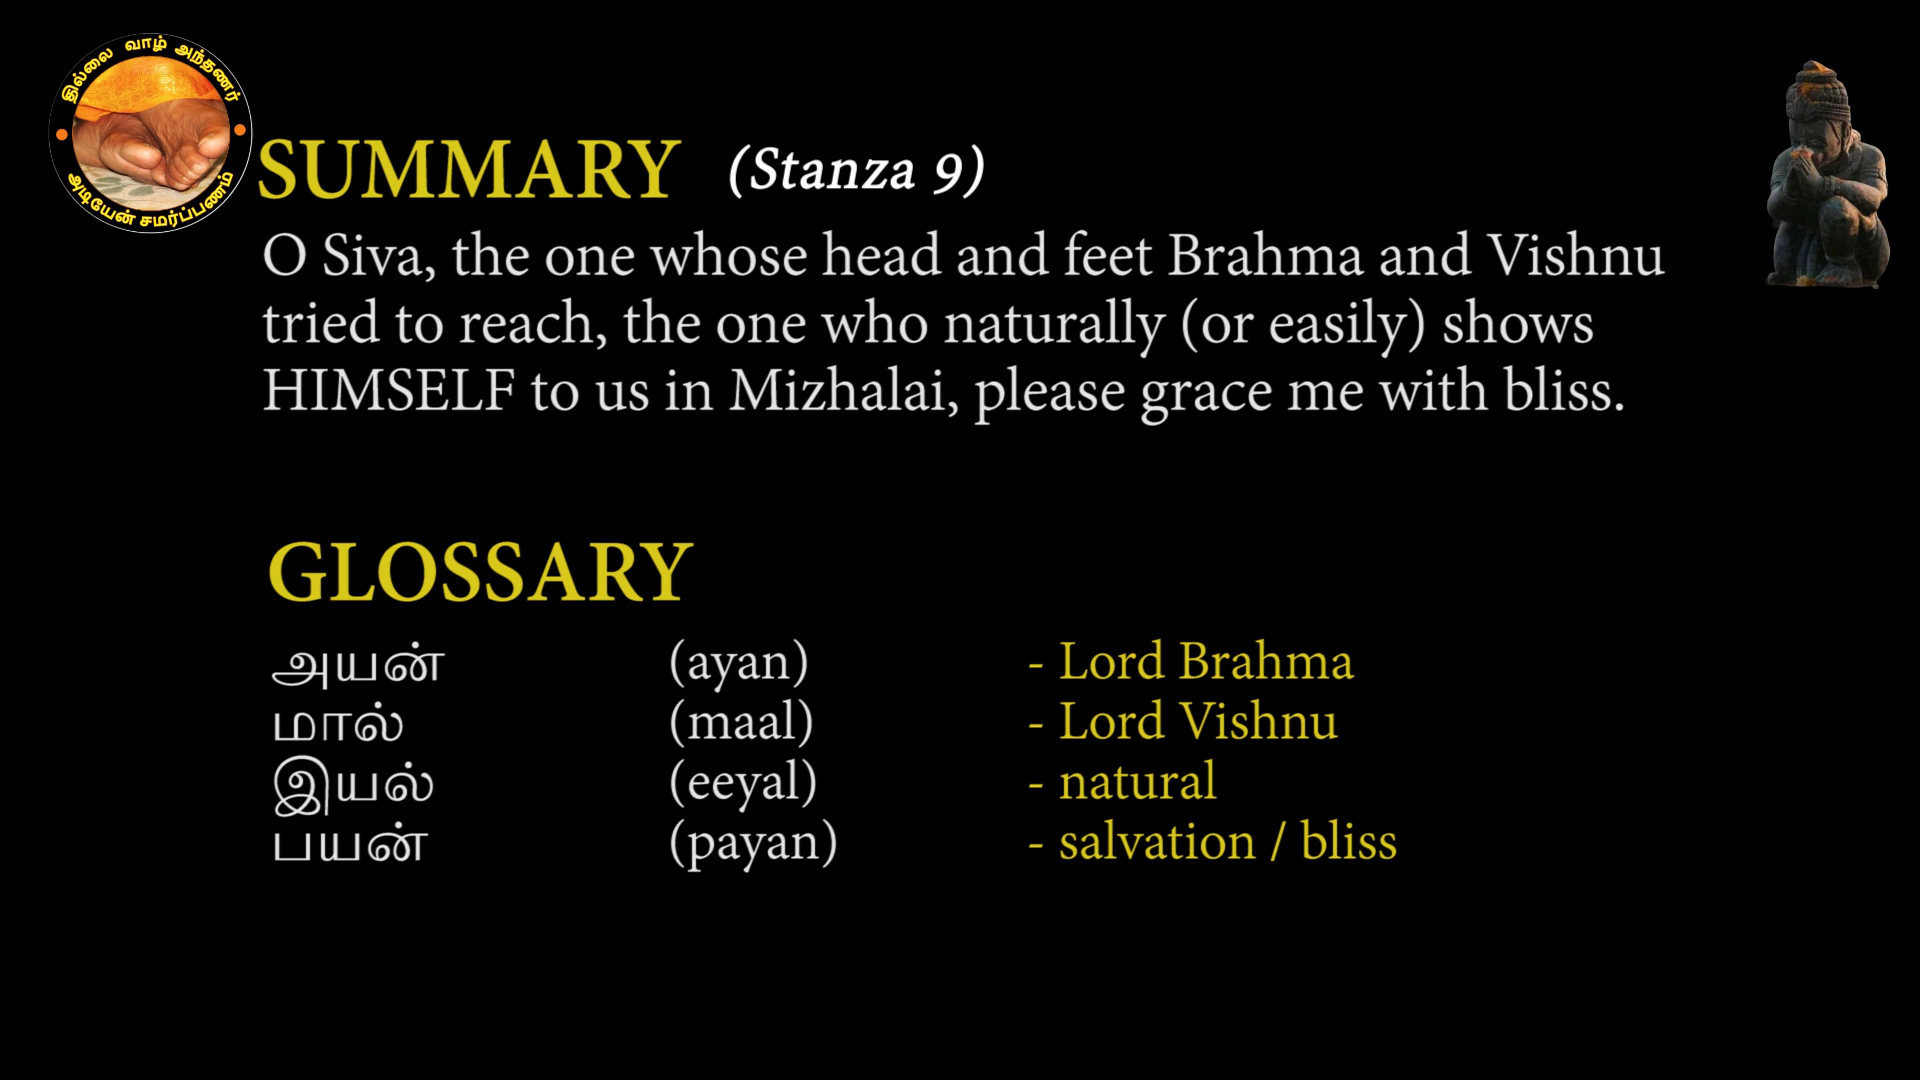 இல்லை வாழ் அந்தணர்
அடியேன் சமர்ப்பணம்
SUMMARY (Stanza 9)
O Siva, the one whose head and feet Brahma and Vishnu
tried to reach, the one who naturally (or easily) shows
HIMSELF to us in Mizhalai, please grace me with bliss.
GLOSSARY
அயன் (ayan) - Lord Brahma
மால் (maal) - Lord Vishnu
இயல் (eeyal) - natural
பயன் (payan) - salvation / bliss